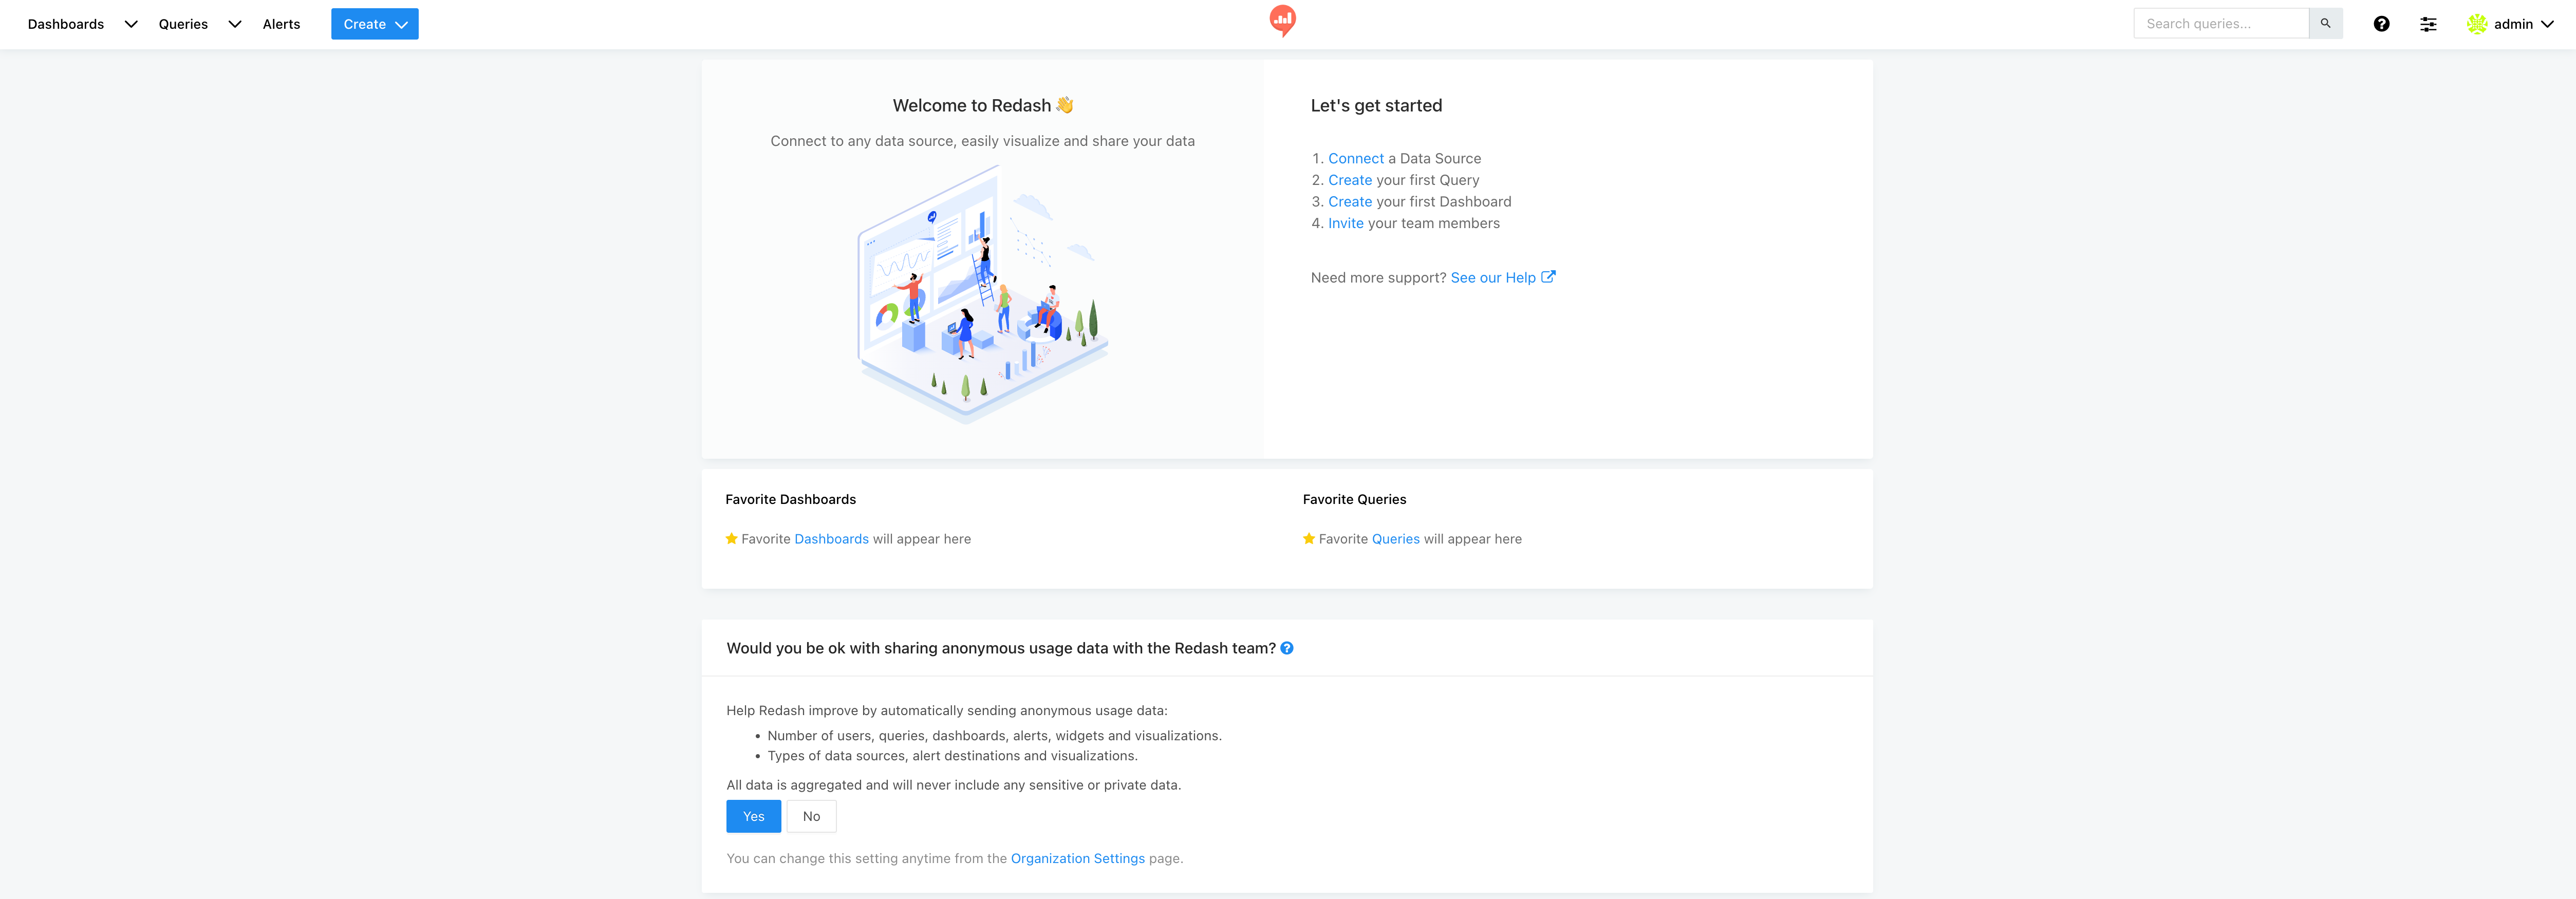 Dashboards Queries Alerts Create Search queries... admin
Welcome to Redash 👋
Connect to any data source, easily visualize and share your data
Let's get started
1. Connect a Data Source
2. Create your first Query
3. Create your first Dashboard
4. Invite your team members
Need more support? See our Help
Favorite Dashboards
Favorite Dashboards will appear here
Favorite Queries
Favorite Queries will appear here
Would you be ok with sharing anonymous usage data with the Redash team?
Help Redash improve by automatically sending anonymous usage data:
• Number of users, queries, dashboards, alerts, widgets and visualizations.
• Types of data sources, alert destinations and visualizations.
All data is aggregated and will never include any sensitive or private data.
Yes No
You can change this setting anytime from the Organization Settings page.